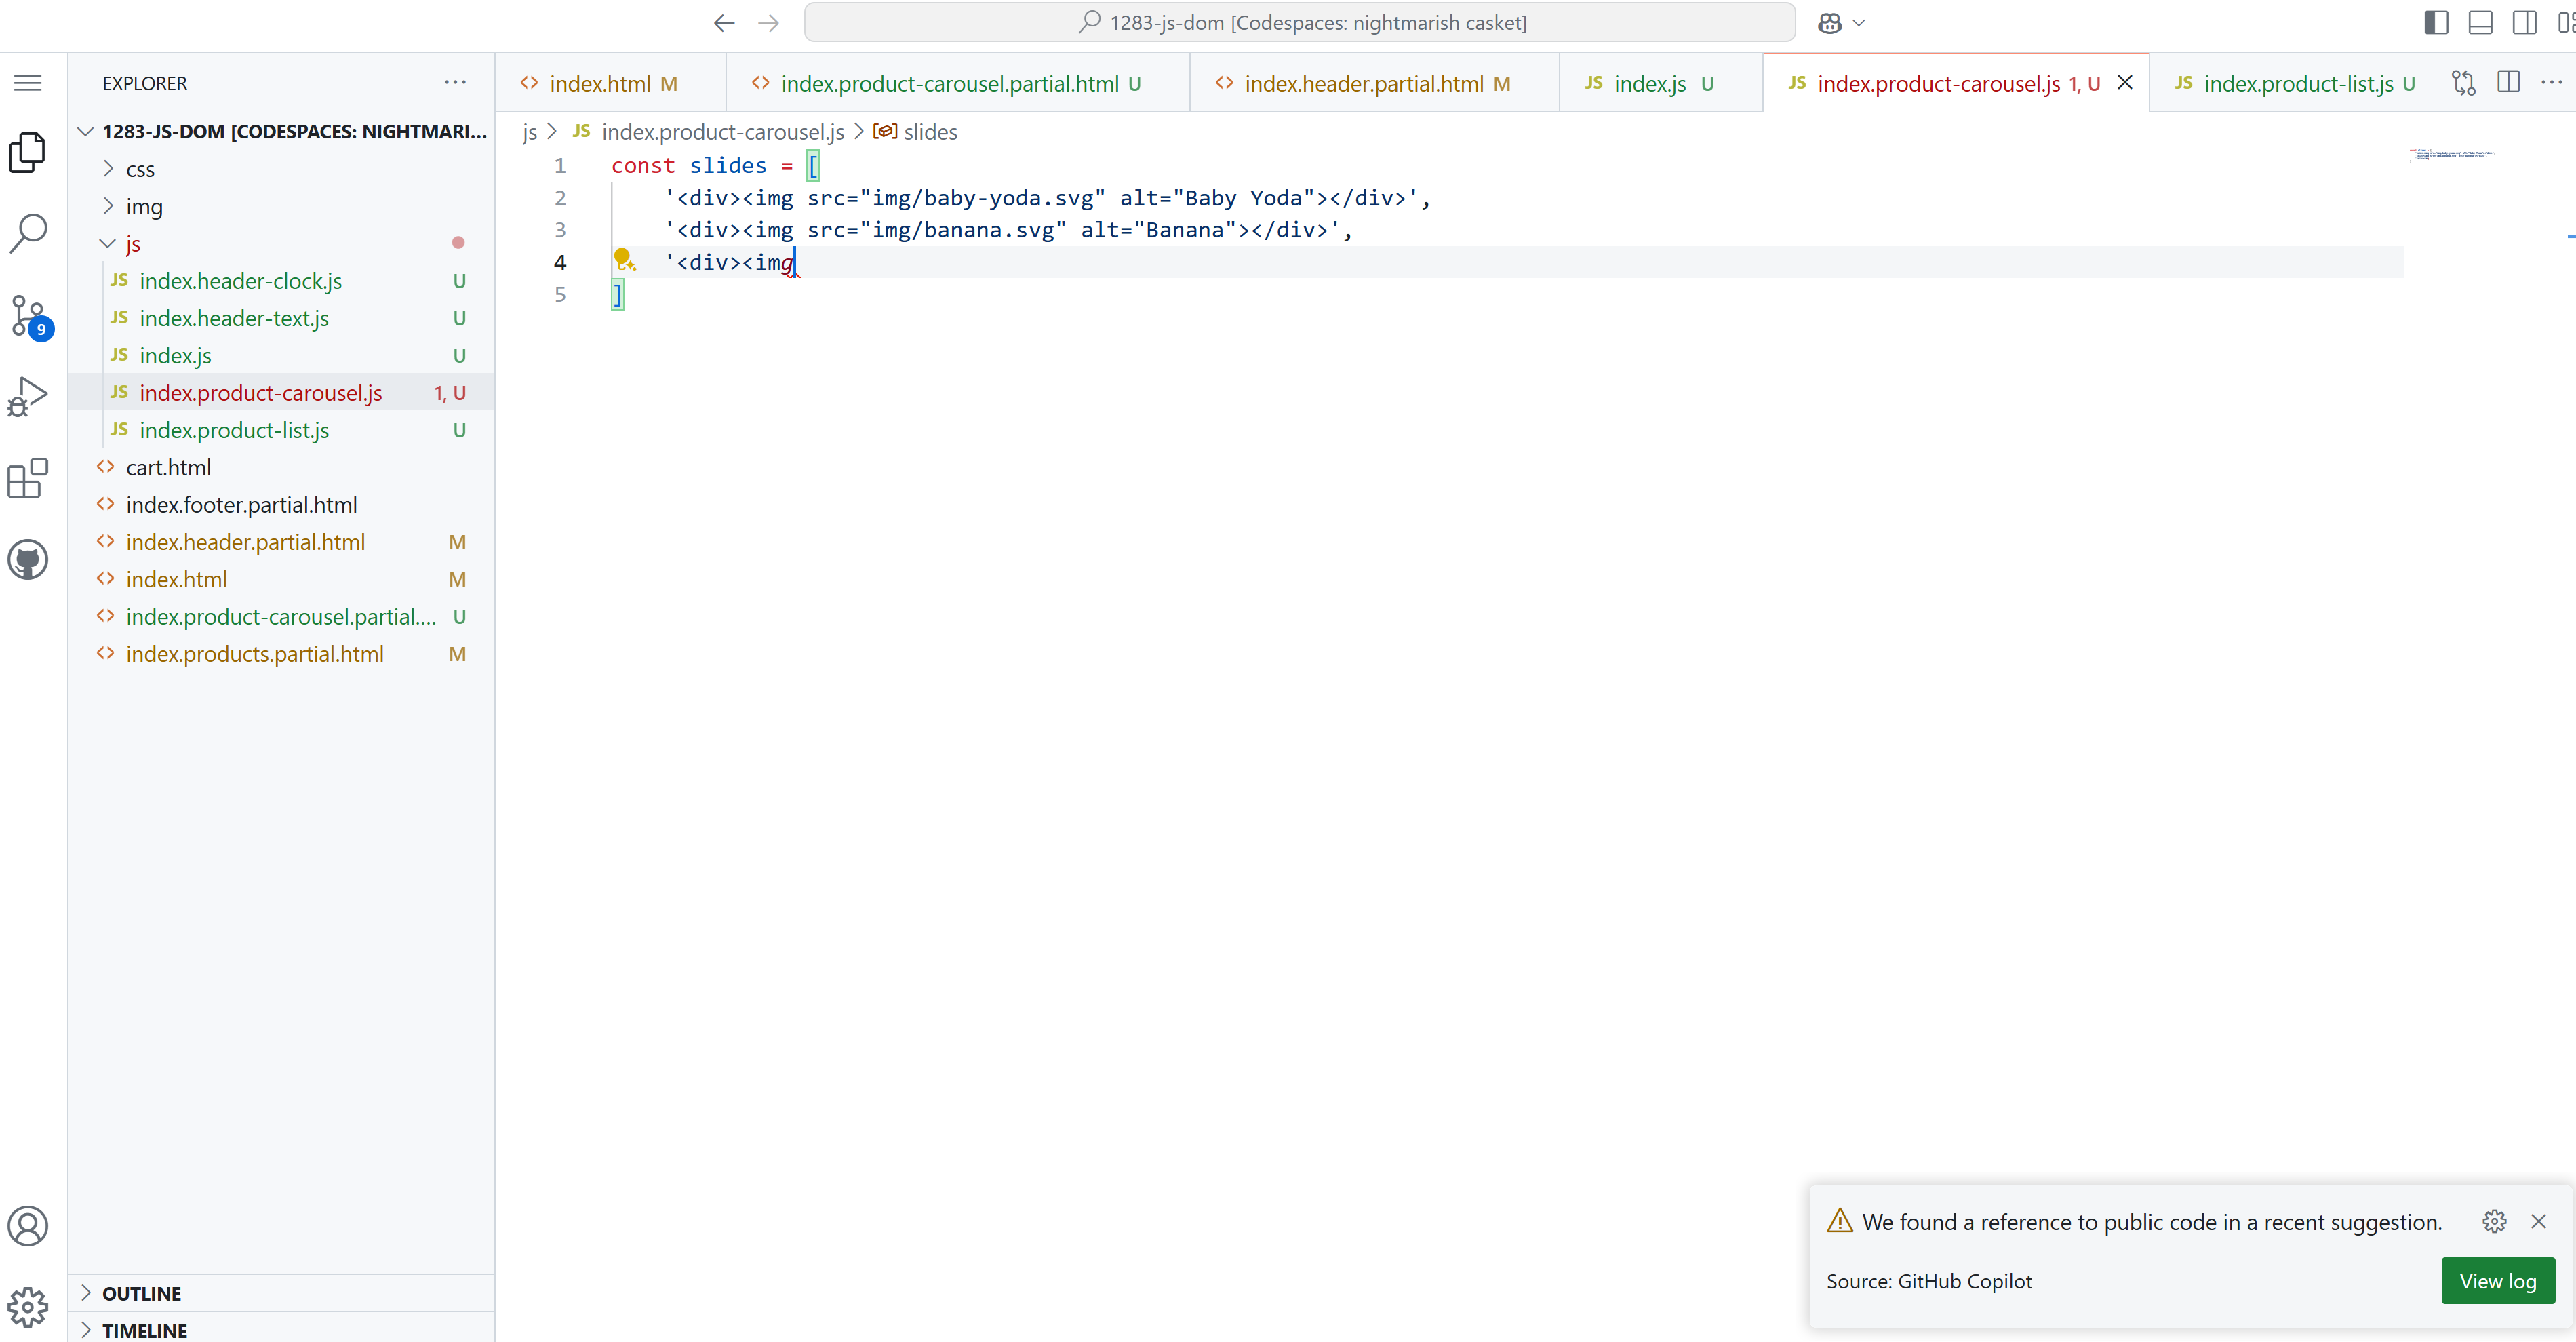 1283-js-dom [Codespaces: nightmarish casket]
EXPLORER
index.html M
index.product-carousel.partial.html U
index.header.partial.html M
JS index.js U
JS index.product-carousel.js 1, U
JS index.product-list.js U
1283-JS-DOM [CODESPACES: NIGHTMARI...
css
img
js
JS index.header-clock.js U
JS index.header-text.js U
JS index.js U
JS index.product-carousel.js 1, U
JS index.product-list.js U
cart.html
index.footer.partial.html
index.header.partial.html M
index.html M
index.product-carousel.partial.... U
index.products.partial.html M
9
OUTLINE
TIMELINE
js > JS index.product-carousel.js > slides
1 const slides = [
2 '<div><img src="img/baby-yoda.svg" alt="Baby Yoda"></div>',
3 '<div><img src="img/banana.svg" alt="Banana"></div>',
4 '<div><img
5 ]
We found a reference to public code in a recent suggestion.
Source: GitHub Copilot
View log